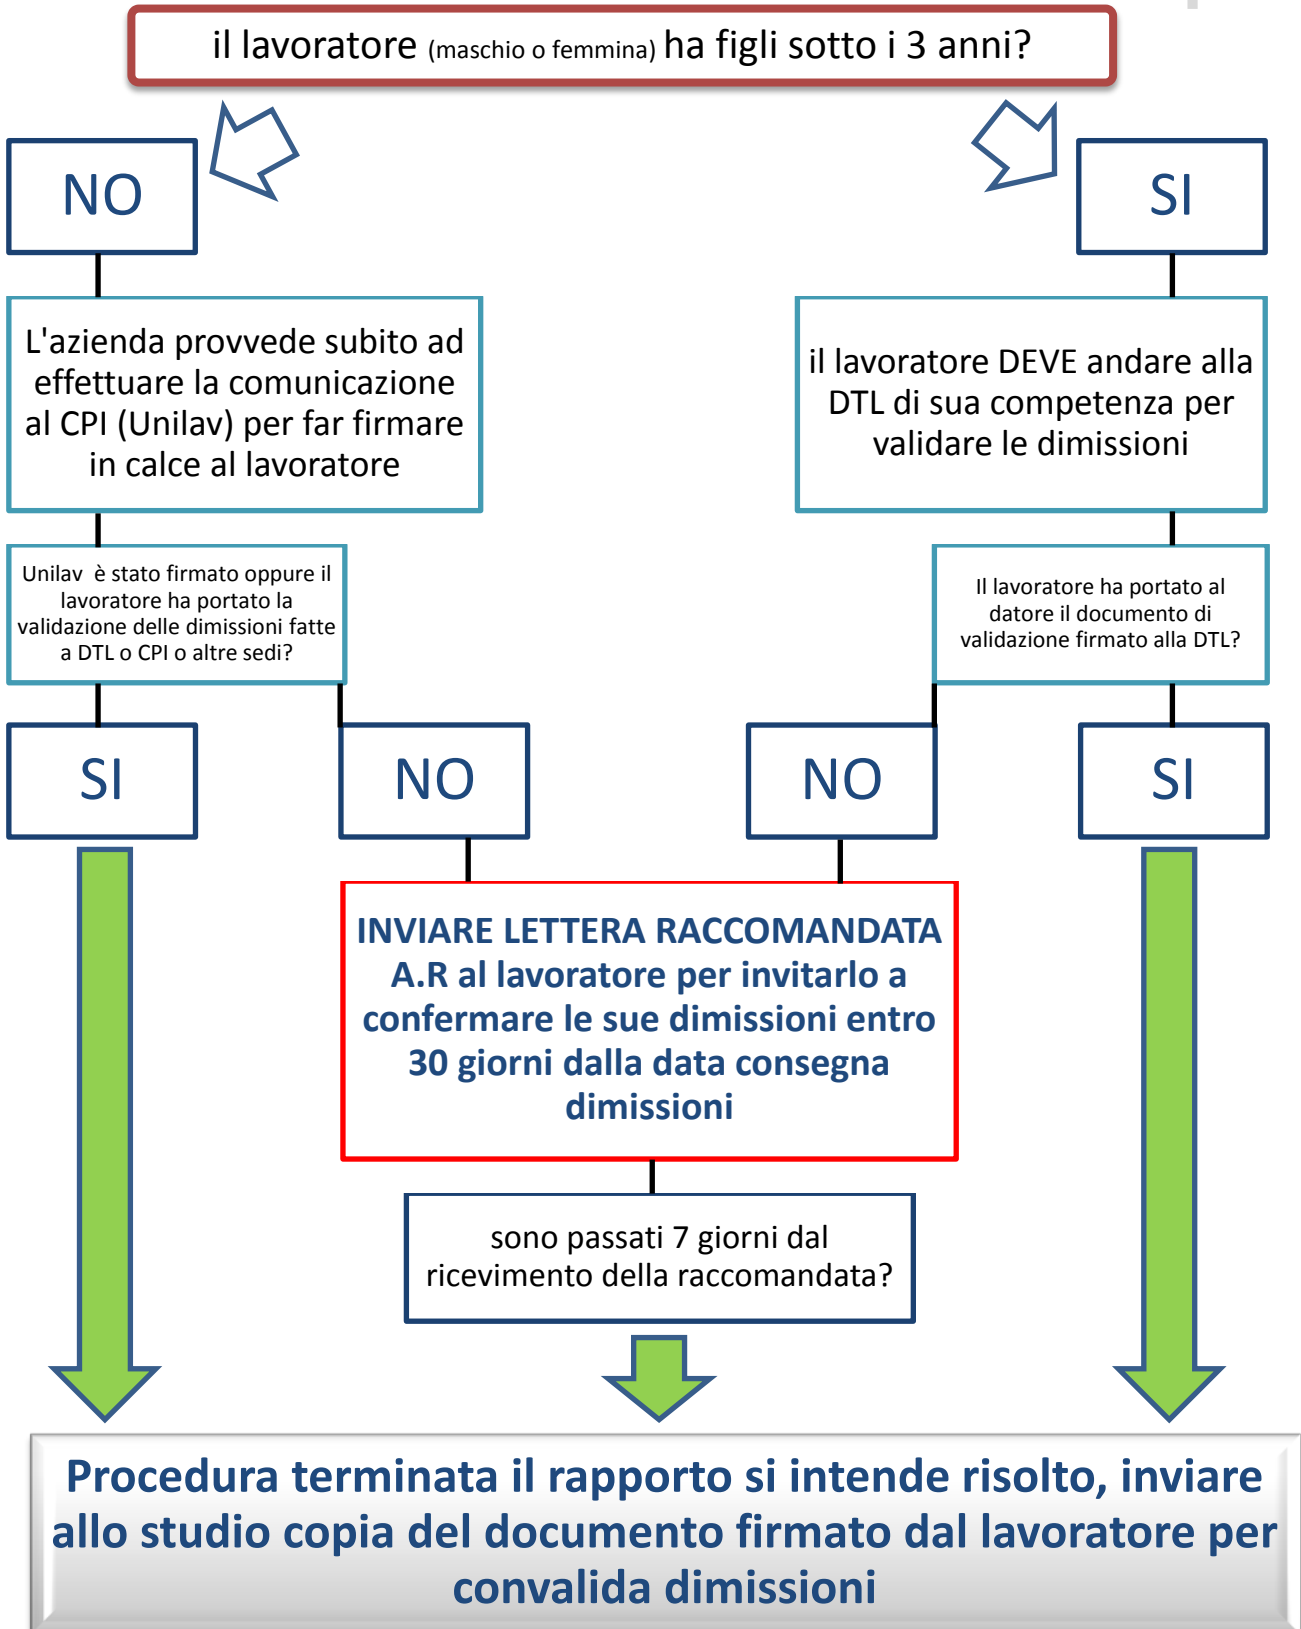 il lavoratore (maschio o femmina) ha figli sotto i 3 anni?
NO
SI
L'azienda provvede subito ad
effettuare la comunicazione
al CPI (Unilav) per far firmare
in calce al lavoratore
il lavoratore DEVE andare alla
DTL di sua competenza per
validare le dimissioni
Unilav è stato firmato oppure il
lavoratore ha portato la
validazione delle dimissioni fatte
a DTL o CPI o altre sedi?
Il lavoratore ha portato al
datore il documento di
validazione firmato alla DTL?
SI
NO
NO
SI
INVIARE LETTERA RACCOMANDATA
A.R al lavoratore per invitarlo a
confermare le sue dimissioni entro
30 giorni dalla data consegna
dimissioni
sono passati 7 giorni dal
ricevimento della raccomandata?
Procedura terminata il rapporto si intende risolto, inviare
allo studio copia del documento firmato dal lavoratore per
convalida dimissioni